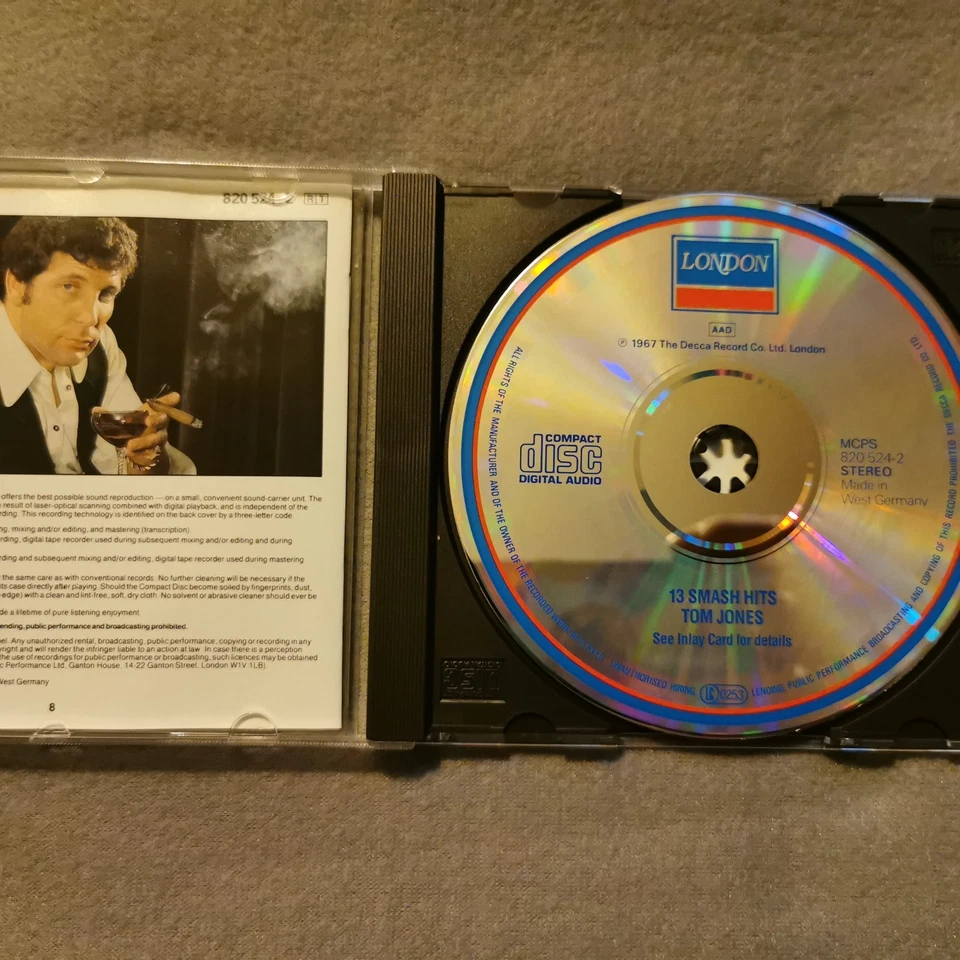 820 524-2 RT
offers the best possible sound reproduction — on a small, convenient sound-carrier unit. The
result of laser-optical scanning combined with digital playback, and is independent of the
rding. This recording technology is identified on the back cover by a three-letter code
ng, mixing and/or editing, and mastering (transcription).
rding, digital tape recorder used during subsequent mixing and/or editing and during
rding and subsequent mixing and/or editing, digital tape recorder used during mastering
the same care as with conventional records. No further cleaning will be necessary if the
its case directly after playing. Should the Compact Disc become soiled by fingerprints, dust,
edge) with a clean and lint-free, soft, dry cloth. No solvent or abrasive cleaner should ever be
de a lifetime of pure listening enjoyment.
ending, public performance and broadcasting prohibited.
el. Any unauthorized rental, broadcasting, public performance, copying or recording in any
yright and will render the infringer liable to an action at law. In case there is a perception
the use of recordings for public performance or broadcasting, such licences may be obtained
c Performance Ltd, Ganton House, 14-22 Ganton Street, London W1V 1LB).
West Germany
8
LONDON
AAD
℗ 1967 The Decca Record Co. Ltd. London
COMPACT
disc
DIGITAL AUDIO
MCPS
820 524-2
STEREO
Made in
West Germany
13 SMASH HITS
TOM JONES
See Inlay Card for details
ALL RIGHTS OF THE MANUFACTURER AND OF THE OWNER OF THE RECORDED WORK RESERVED. UNAUTHORISED HIRING, LC 0253 LENDING, PUBLIC PERFORMANCE, BROADCASTING AND COPYING OF THIS RECORD PROHIBITED. THE DECCA RECORD CO. LTD.